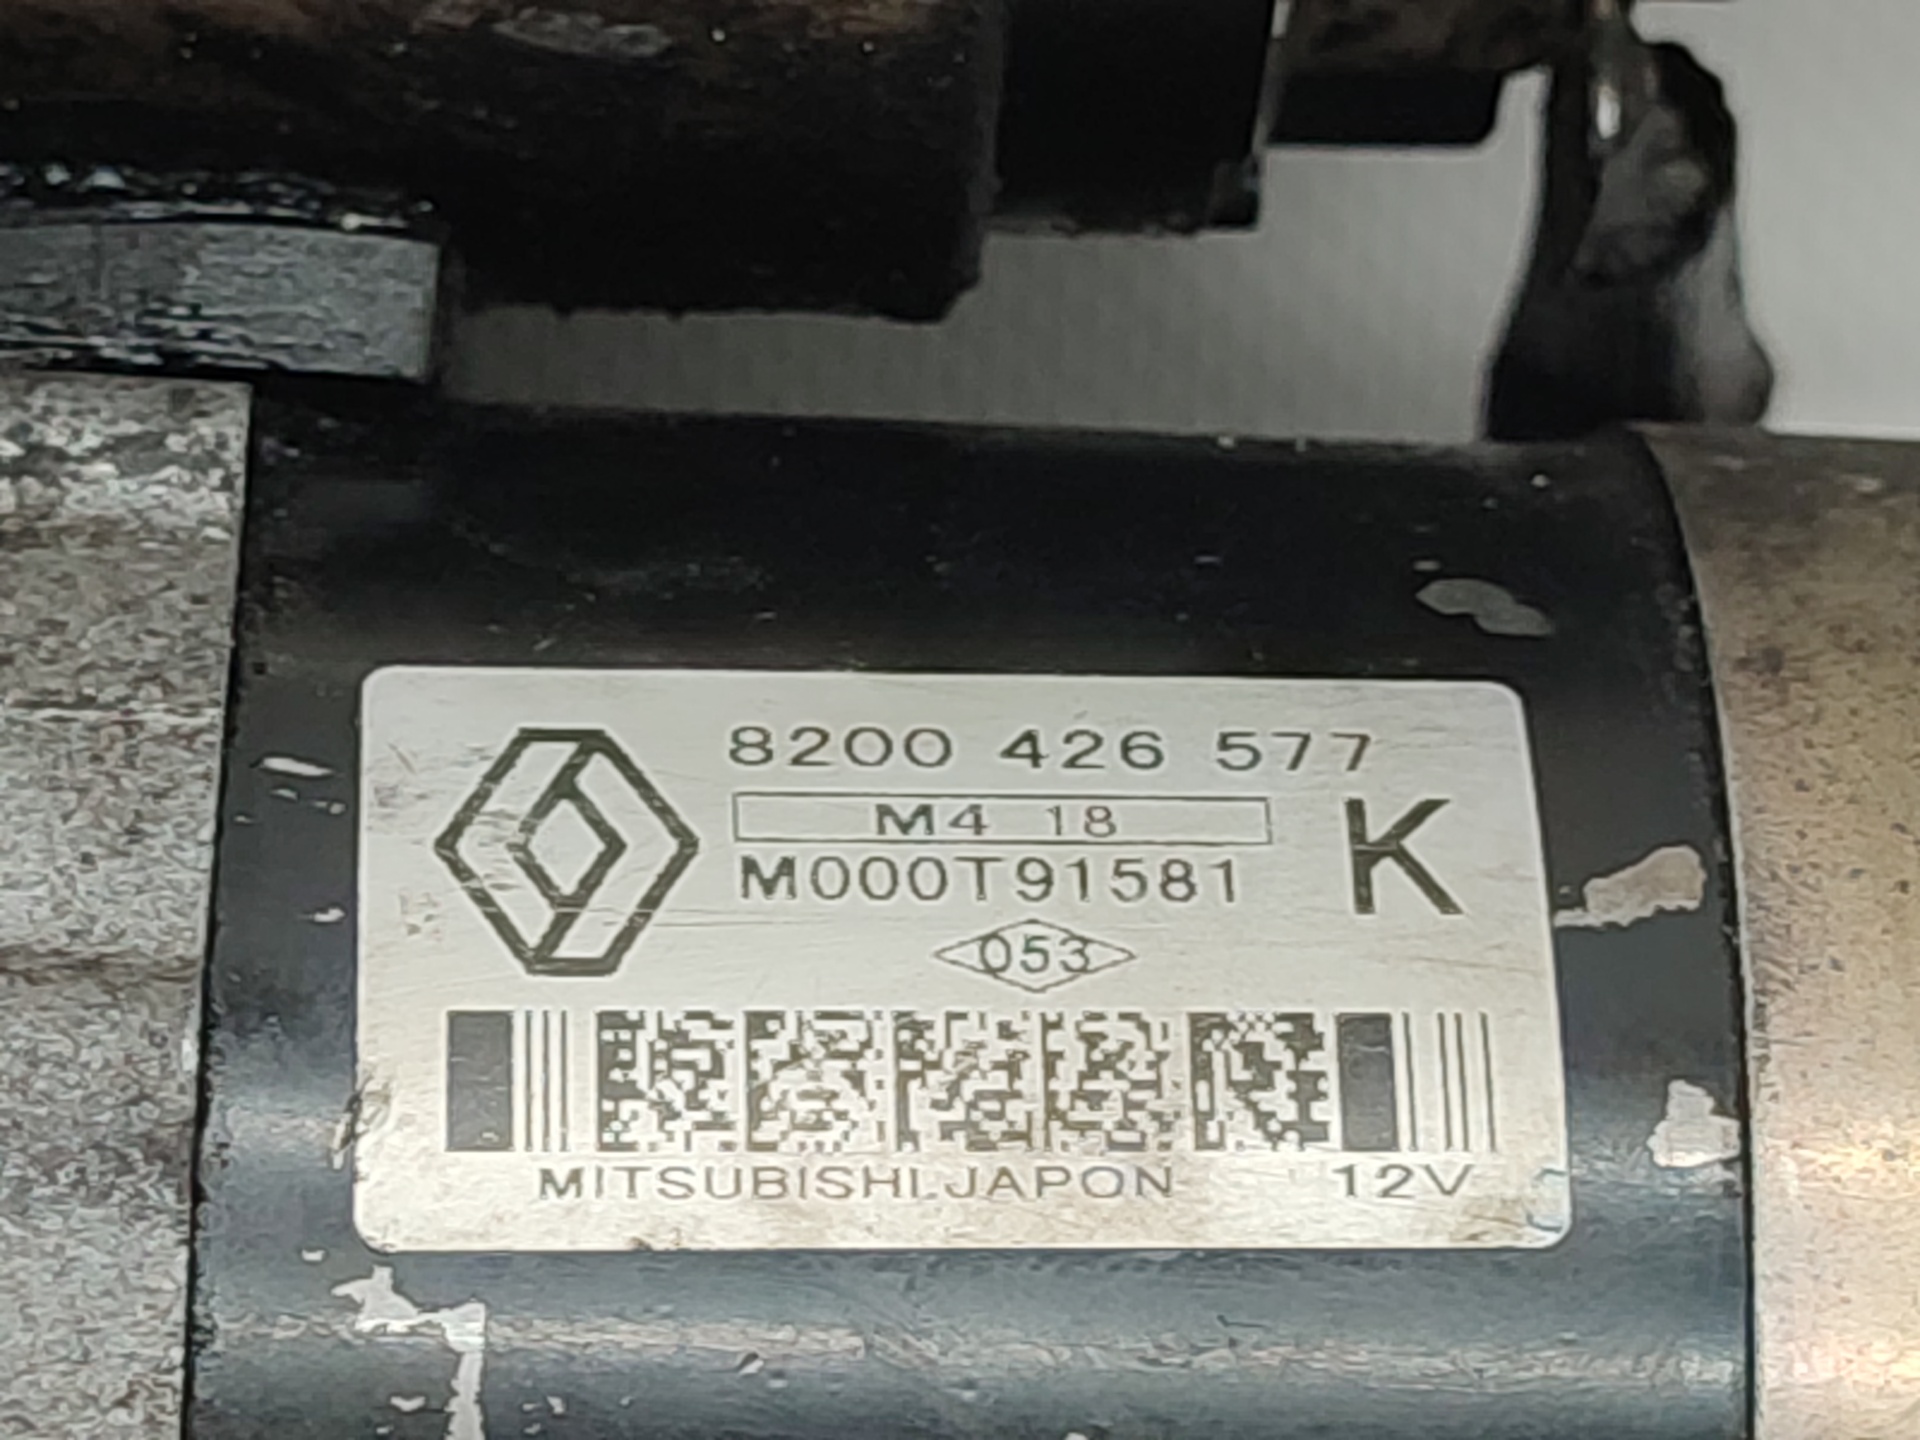 8200 426 577
M4 18
K
M000T91581
053
MITSUBISHI.JAPON 12V